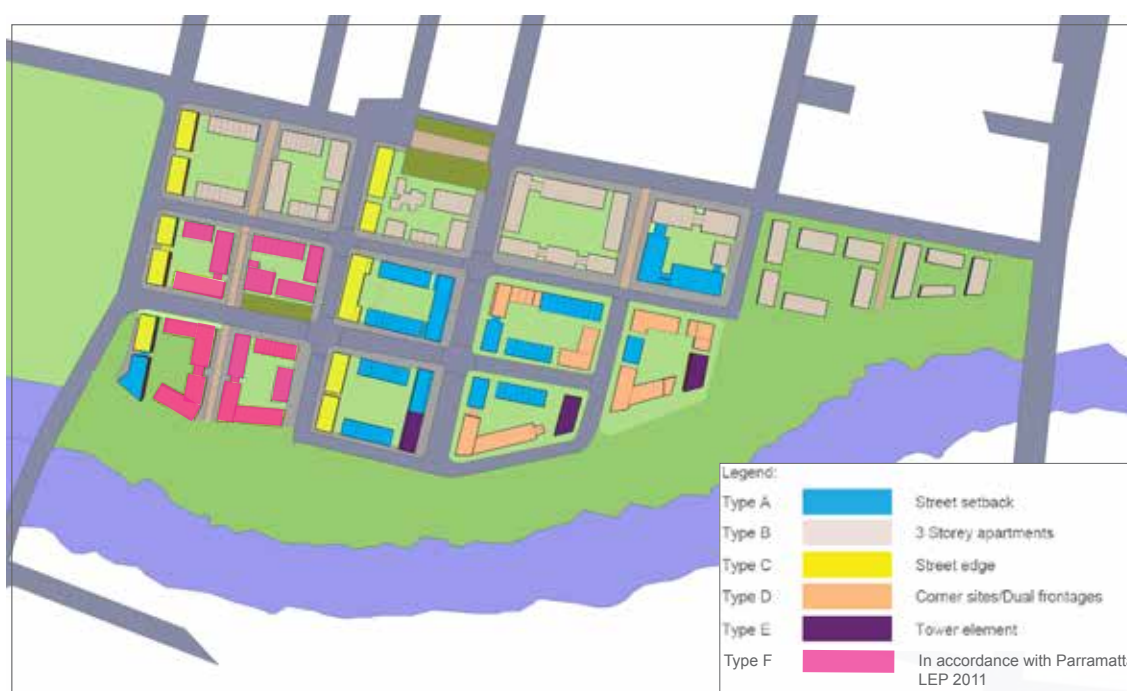 Legend:
Type A Street setback
Type B 3 Storey apartments
Type C Street edge
Type D Corner sites/Dual frontages
Type E Tower element
Type F In accordance with Parramatta
LEP 2011